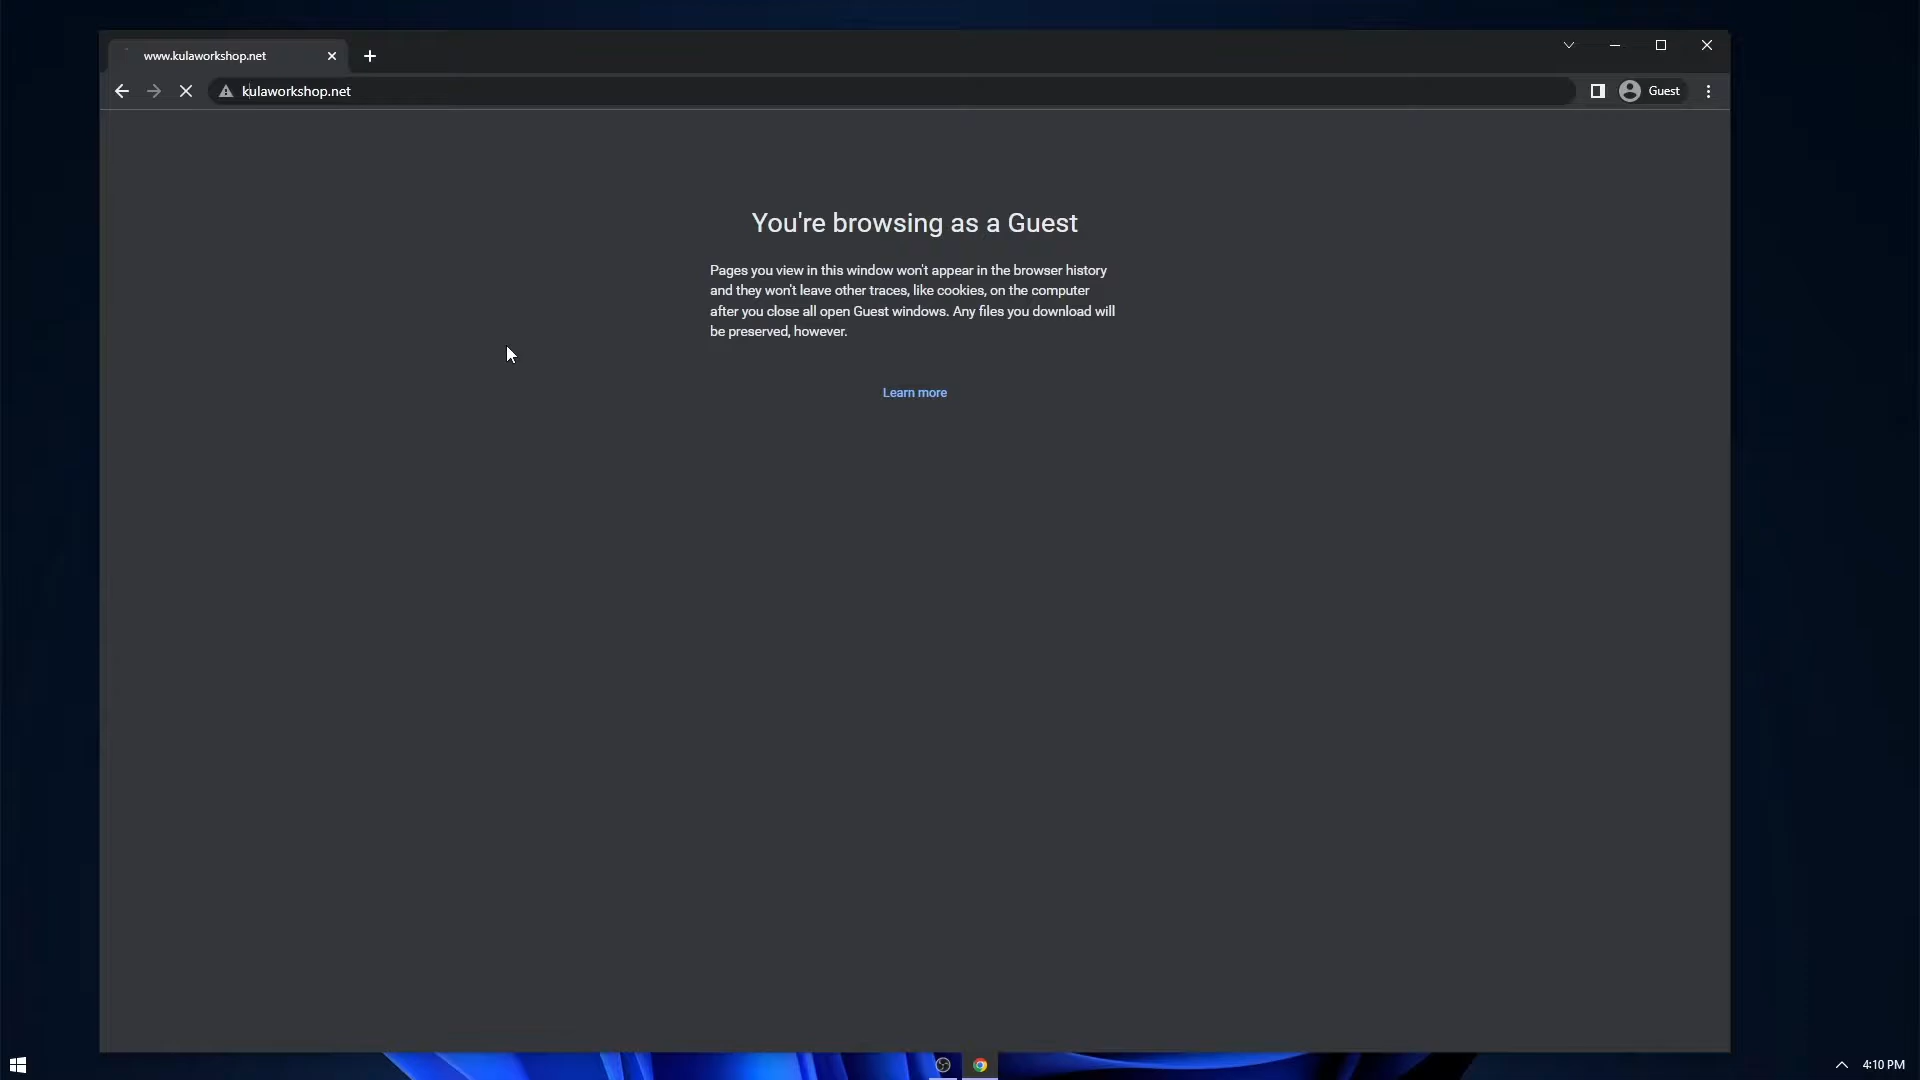 www.kulaworkshop.net
kulaworkshop.net
Guest
You're browsing as a Guest
Pages you view in this window won't appear in the browser history
and they won't leave other traces, like cookies, on the computer
after you close all open Guest windows. Any files you download will
be preserved, however.
Learn more
4:10 PM